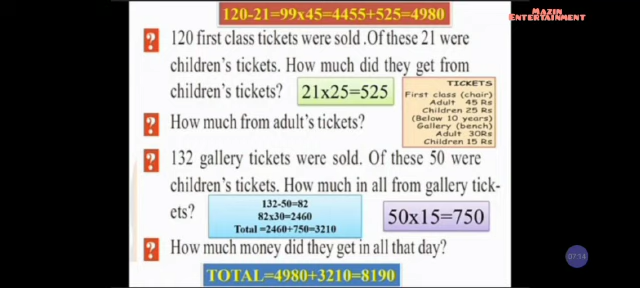 120-21=99x45=4455+525=4980
Mazin
Entertainment
? 120 first class tickets were sold .Of these 21 were
children's tickets. How much did they get from
children's tickets?
21x25=525
TICKETS
First class (chair)
Adult 45 Rs
Children 25 Rs
(Below 10 years)
Gallery (bench)
Adult 30Rs
Children 15 Rs
? How much from adult's tickets?
? 132 gallery tickets were sold. Of these 50 were
children's tickets. How much in all from gallery tick-
ets?
132-50=82
82x30=2460
Total =2460+750=3210
50x15=750
? How much money did they get in all that day?
07:14
TOTAL=4980+3210=8190